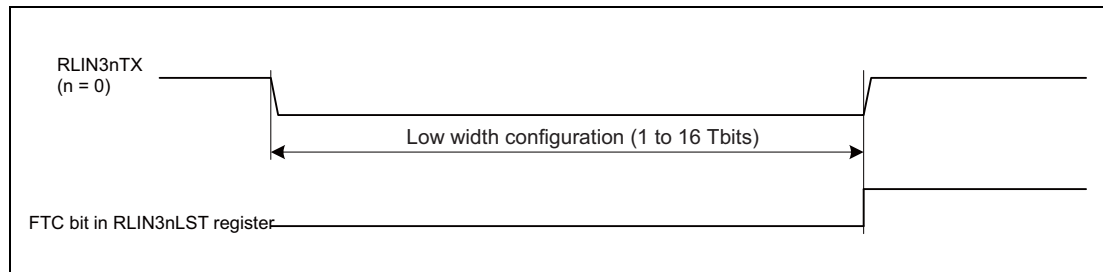 RLIN3nTX
(n = 0)
Low width configuration (1 to 16 Tbits)
FTC bit in RLIN3nLST register